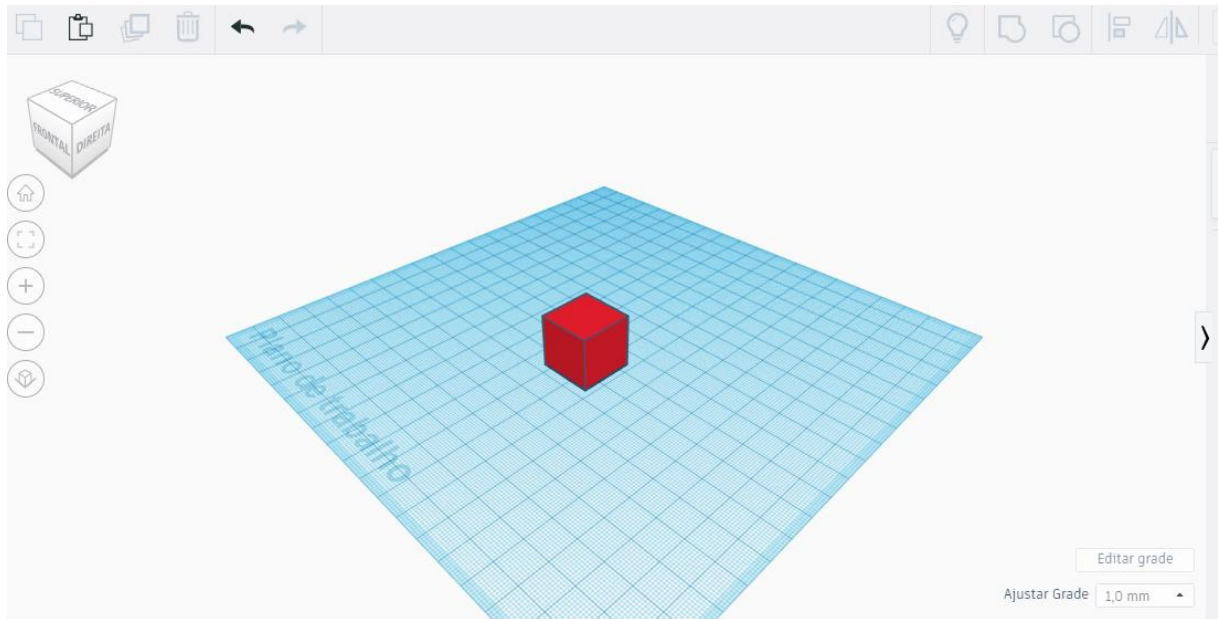 SUPERIOR
FRONTAL
DIREITA
Plano de trabalho
Editar grade
Ajustar Grade
1,0 mm